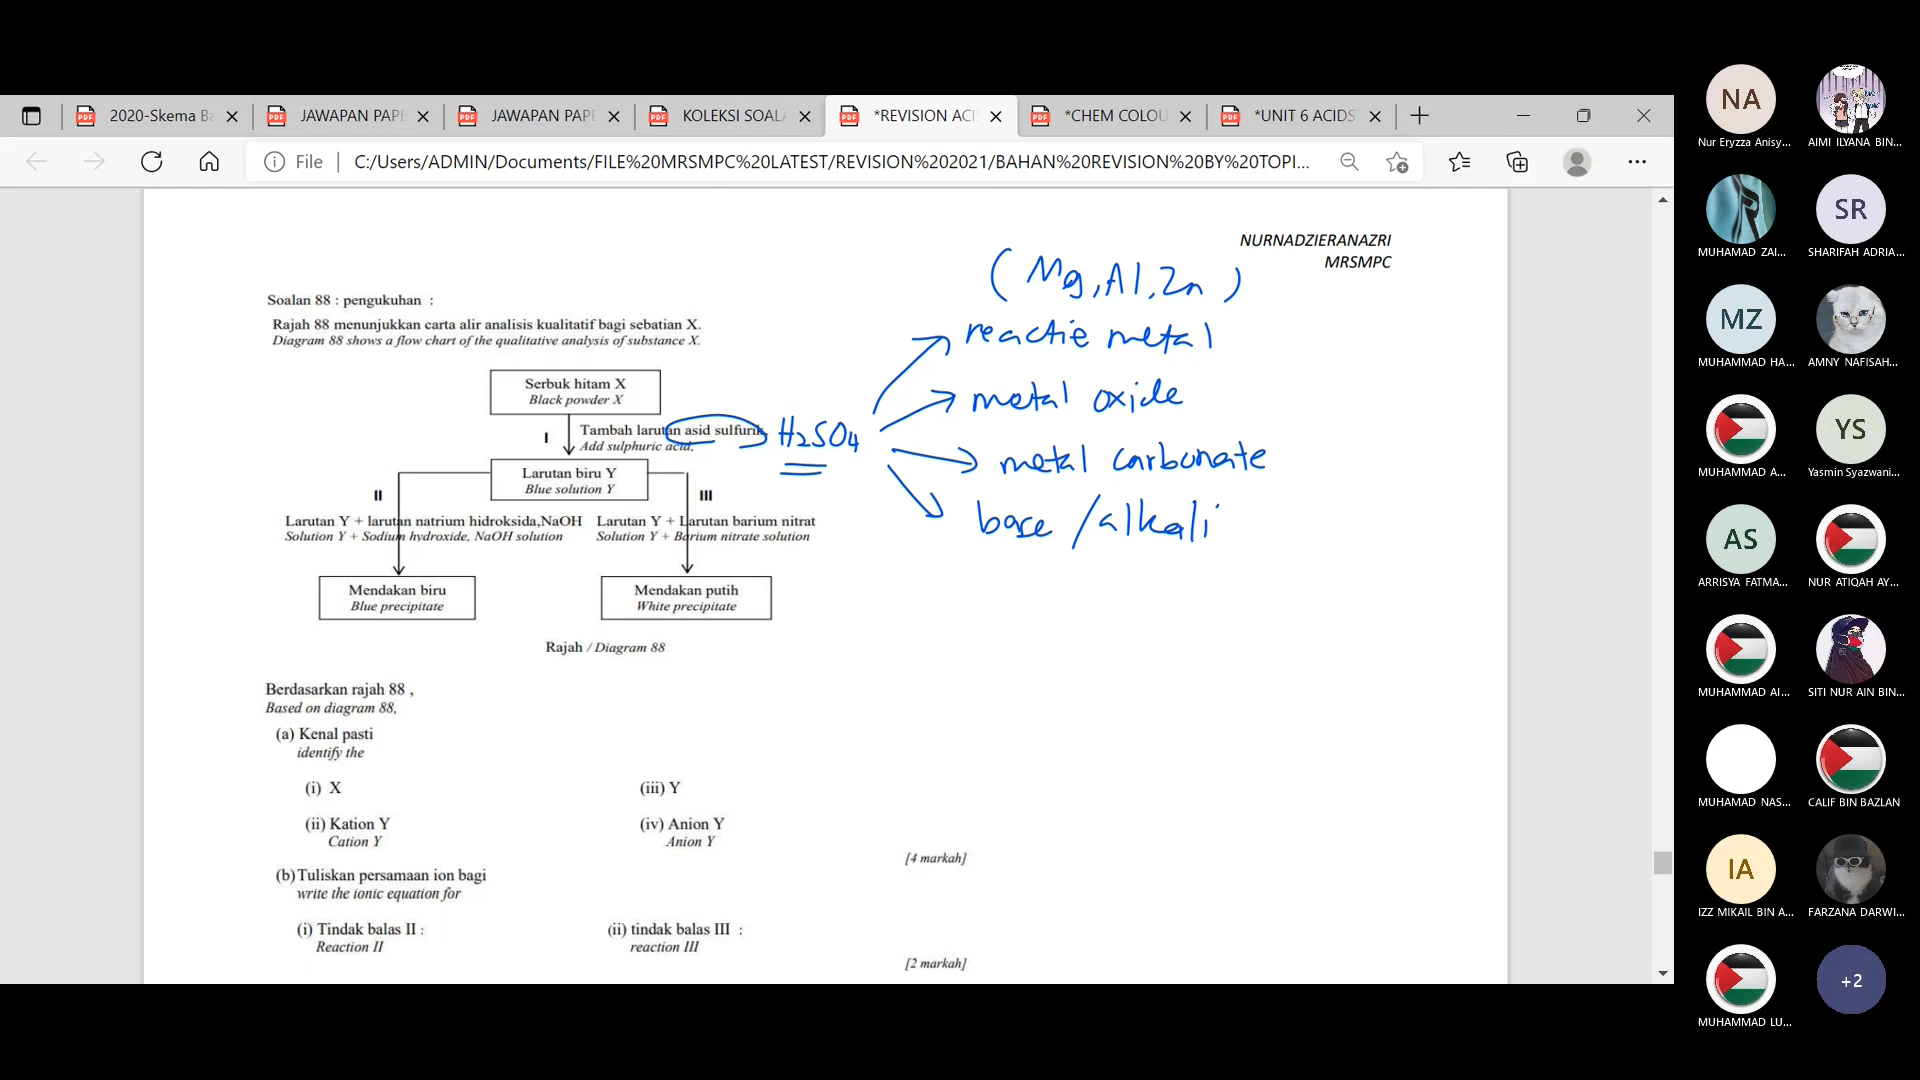 2020-Skema Ba
JAWAPAN PAPE
JAWAPAN PAPE
KOLEKSI SOALA
*REVISION ACI
*CHEM COLOU
*UNIT 6 ACIDS
File
C:/Users/ADMIN/Documents/FILE%20MRSMPC%20LATEST/REVISION%202021/BAHAN%20REVISION%20BY%20TOPI...
NURNADZIERANAZRI
MRSMPC
(Mg,Al,Zn)
reactie metal
metal oxide
H2SO4
metal carbonate
base/alkali
Soalan 88 : pengukuhan :
Rajah 88 menunjukkan carta alir analisis kualitatif bagi sebatian X.
Diagram 88 shows a flow chart of the qualitative analysis of substance X.
Serbuk hitam X
Black powder X
I
Tambah larutan asid sulfurik,
Add sulphuric acid,
Larutan biru Y
Blue solution Y
II
III
Larutan Y + larutan natrium hidroksida,NaOH
Solution Y + Sodium hydroxide, NaOH solution
Larutan Y + Larutan barium nitrat
Solution Y + Barium nitrate solution
Mendakan biru
Blue precipitate
Mendakan putih
White precipitate
Rajah / Diagram 88
Berdasarkan rajah 88 ,
Based on diagram 88,
(a) Kenal pasti
identify the
(i) X
(iii) Y
(ii) Kation Y
Cation Y
(iv) Anion Y
Anion Y
[4 markah]
(b)Tuliskan persamaan ion bagi
write the ionic equation for
(i) Tindak balas II :
Reaction II
(ii) tindak balas III :
reaction III
[2 markah]
NA
Nur Eryzza Anisy...
AIMI ILYANA BIN...
MUHAMAD ZAI...
SR
SHARIFAH ADRIA...
MZ
MUHAMMAD HA...
AMNY NAFISAH...
MUHAMMAD A...
YS
Yasmin Syazwani...
AS
ARRISYA FATMA...
NUR ATIQAH AY...
MUHAMMAD AI...
SITI NUR AIN BIN...
MUHAMAD NAS...
CALIF BIN BAZLAN
IA
IZZ MIKAIL BIN A...
FARZANA DARWI...
MUHAMMAD LU...
+2